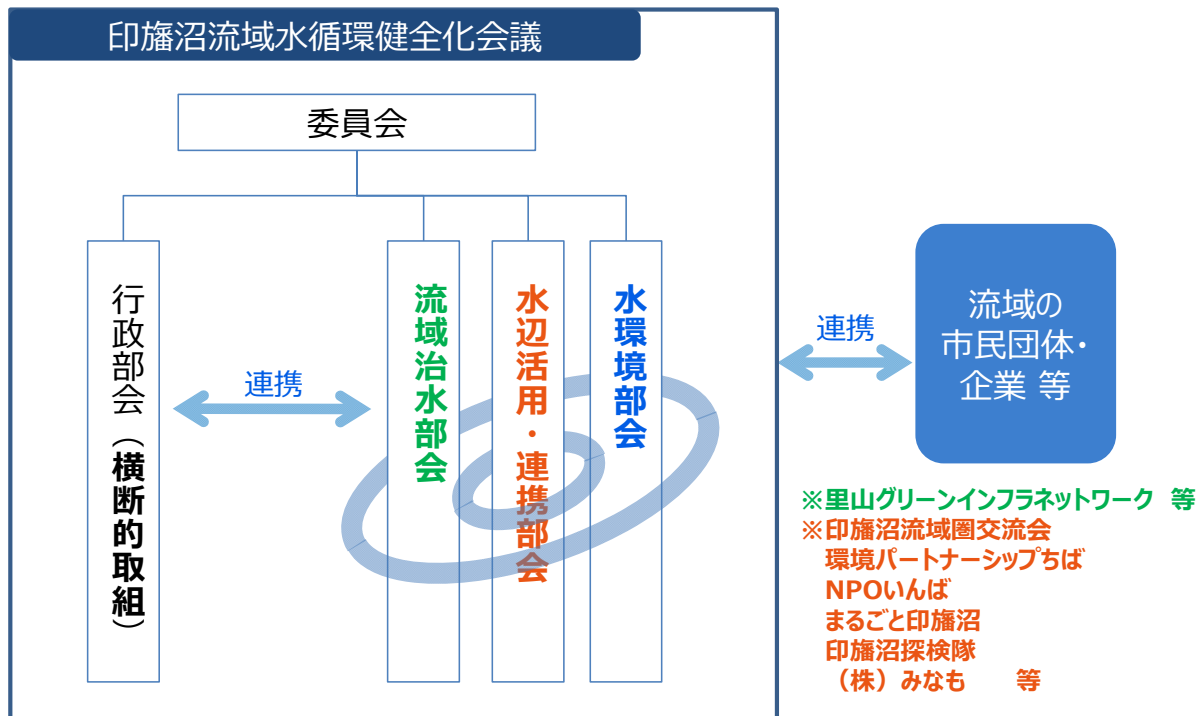 印旛沼流域水循環健全化会議
委員会
行政部会（横断的取組）
連携
流域治水部会
水辺活用・連携部会
水環境部会
連携
流域の
市民団体・
企業 等
※里山グリーンインフラネットワーク 等
※印旛沼流域圏交流会
環境パートナーシップちば
NPOいんば
まるごと印旛沼
印旛沼探検隊
（株）みなも 等